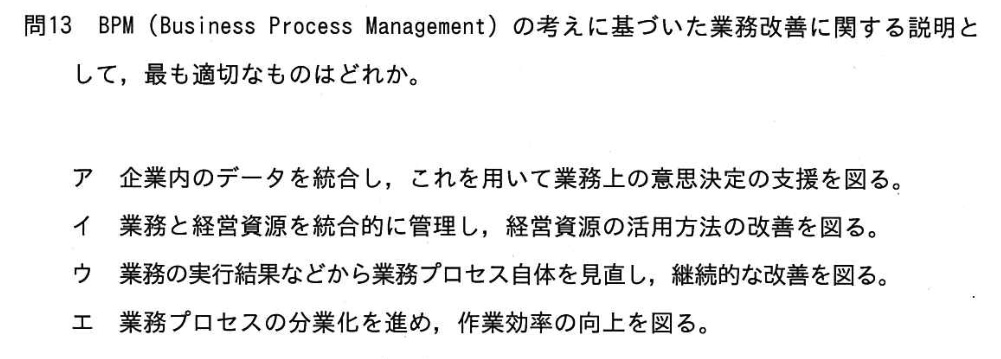 問13 BPM（Business Process Management）の考えに基づいた業務改善に関する説明と
して，最も適切なものはどれか。
ア 企業内のデータを統合し，これを用いて業務上の意思決定の支援を図る。
イ 業務と経営資源を統合的に管理し，経営資源の活用方法の改善を図る。
ウ 業務の実行結果などから業務プロセス自体を見直し，継続的な改善を図る。
エ 業務プロセスの分業化を進め，作業効率の向上を図る。